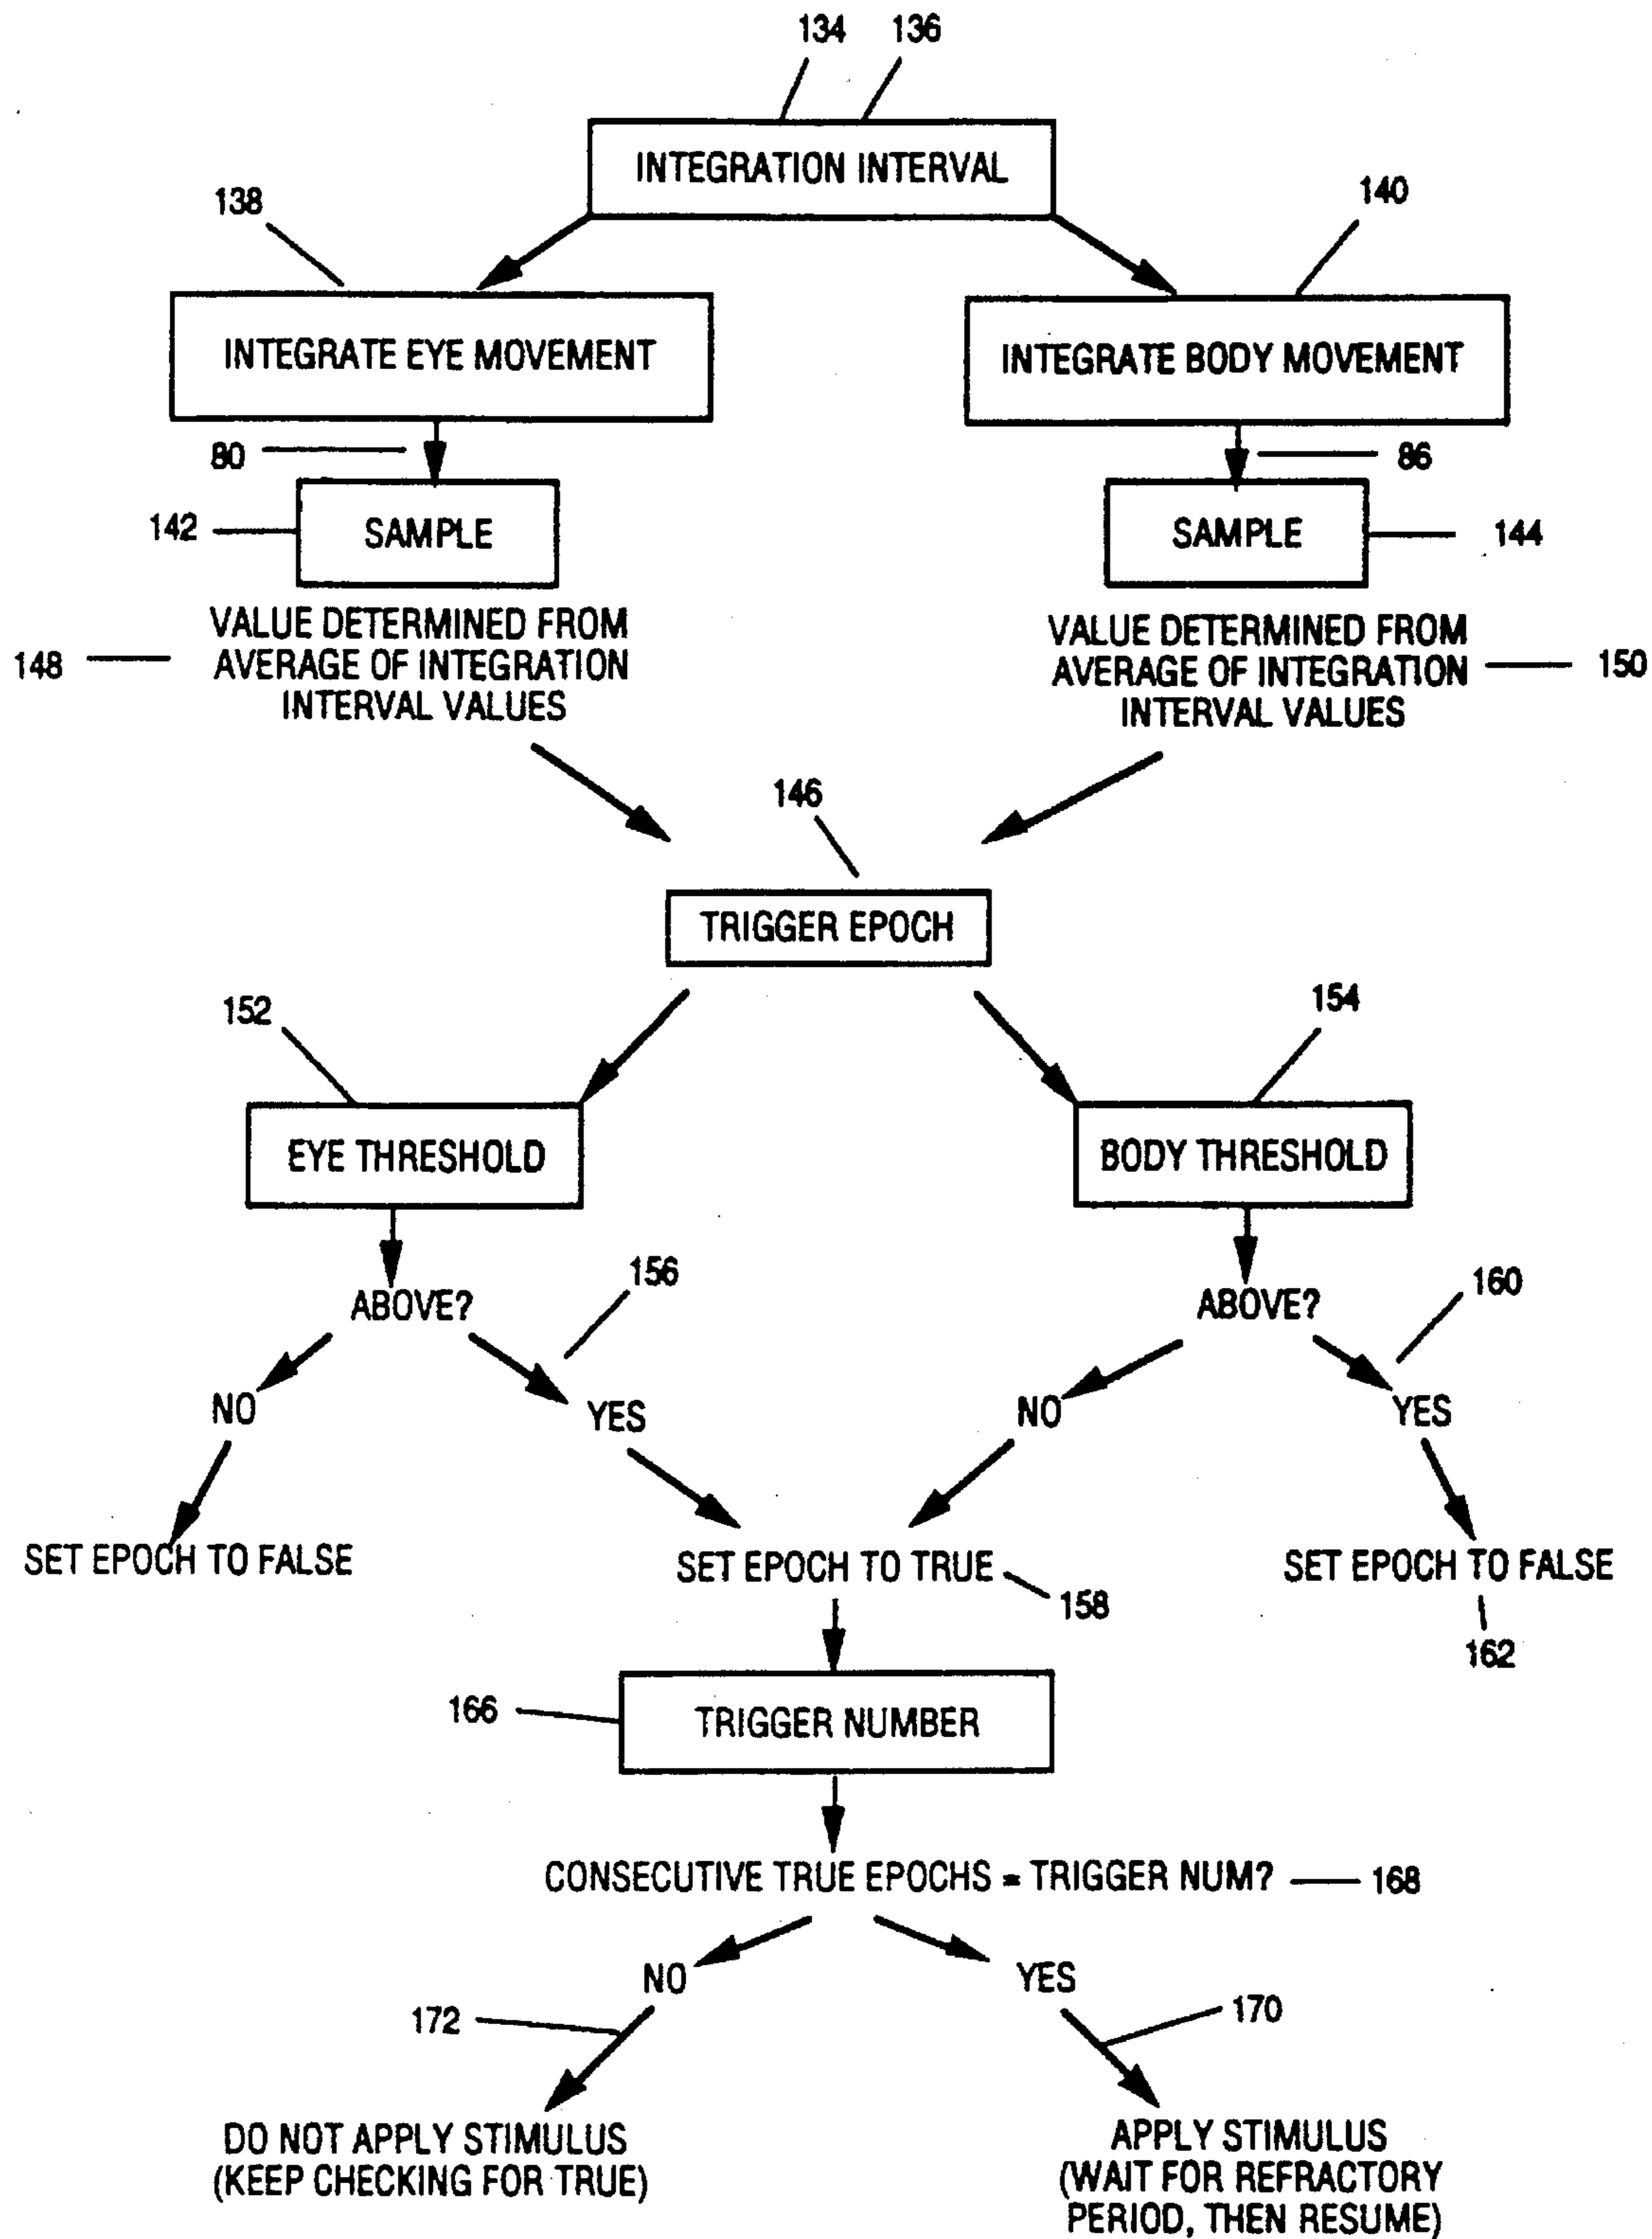 134 136
INTEGRATION INTERVAL
138
140
INTEGRATE EYE MOVEMENT
INTEGRATE BODY MOVEMENT
80
86
142
SAMPLE
SAMPLE
144
148
VALUE DETERMINED FROM
AVERAGE OF INTEGRATION
INTERVAL VALUES
VALUE DETERMINED FROM
AVERAGE OF INTEGRATION
INTERVAL VALUES
150
146
TRIGGER EPOCH
152
154
EYE THRESHOLD
BODY THRESHOLD
156
160
ABOVE?
ABOVE?
NO
YES
NO
YES
SET EPOCH TO FALSE
SET EPOCH TO TRUE
SET EPOCH TO FALSE
158
162
166
TRIGGER NUMBER
CONSECUTIVE TRUE EPOCHS = TRIGGER NUM?
168
NO
YES
172
170
DO NOT APPLY STIMULUS
(KEEP CHECKING FOR TRUE)
APPLY STIMULUS
(WAIT FOR REFRACTORY
PERIOD, THEN RESUME)